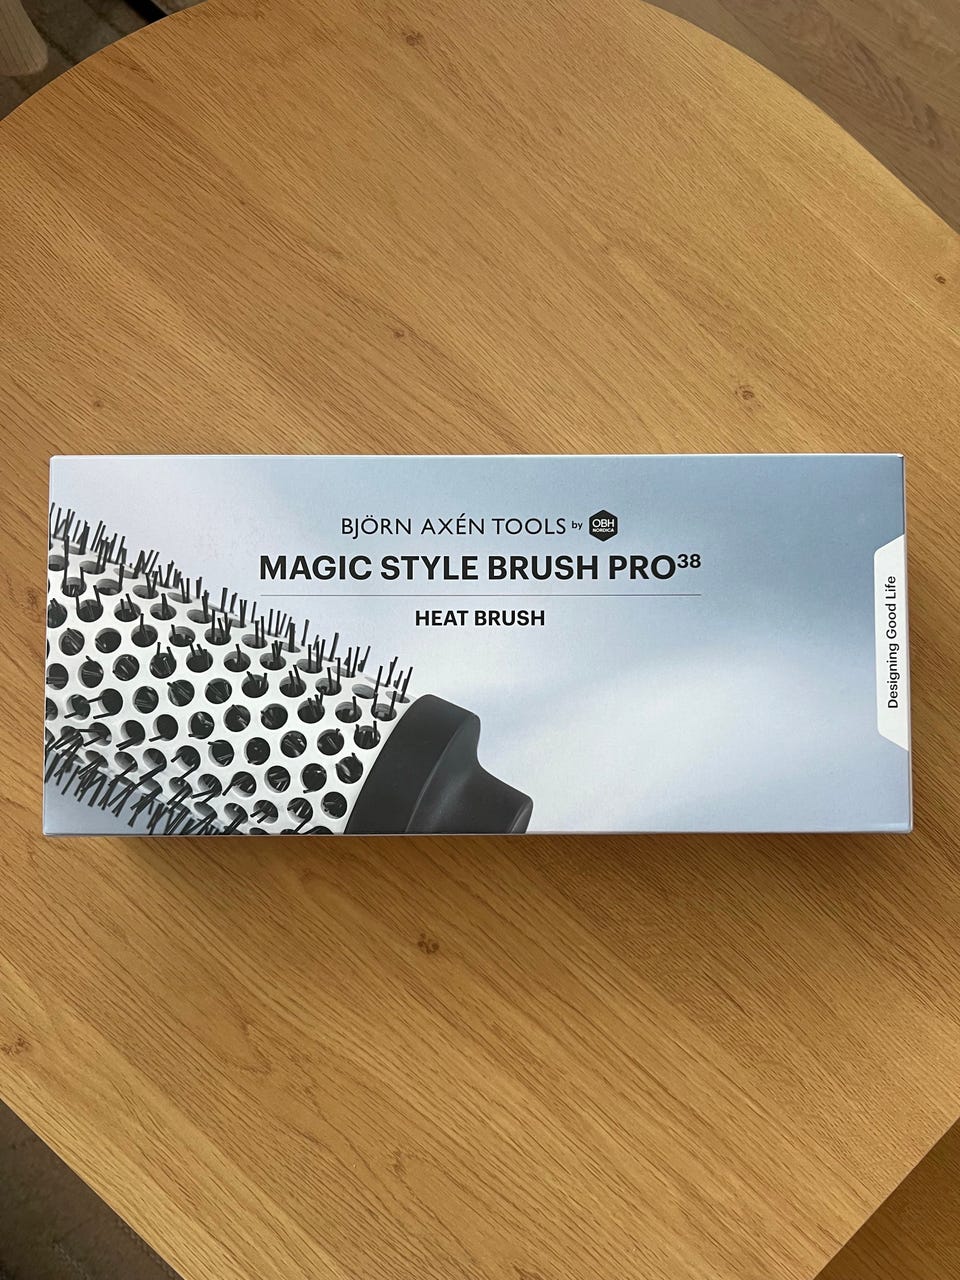 BJÖRN AXÉN TOOLS by OBH NORDICA
MAGIC STYLE BRUSH PRO³⁸
HEAT BRUSH
Designing Good Life